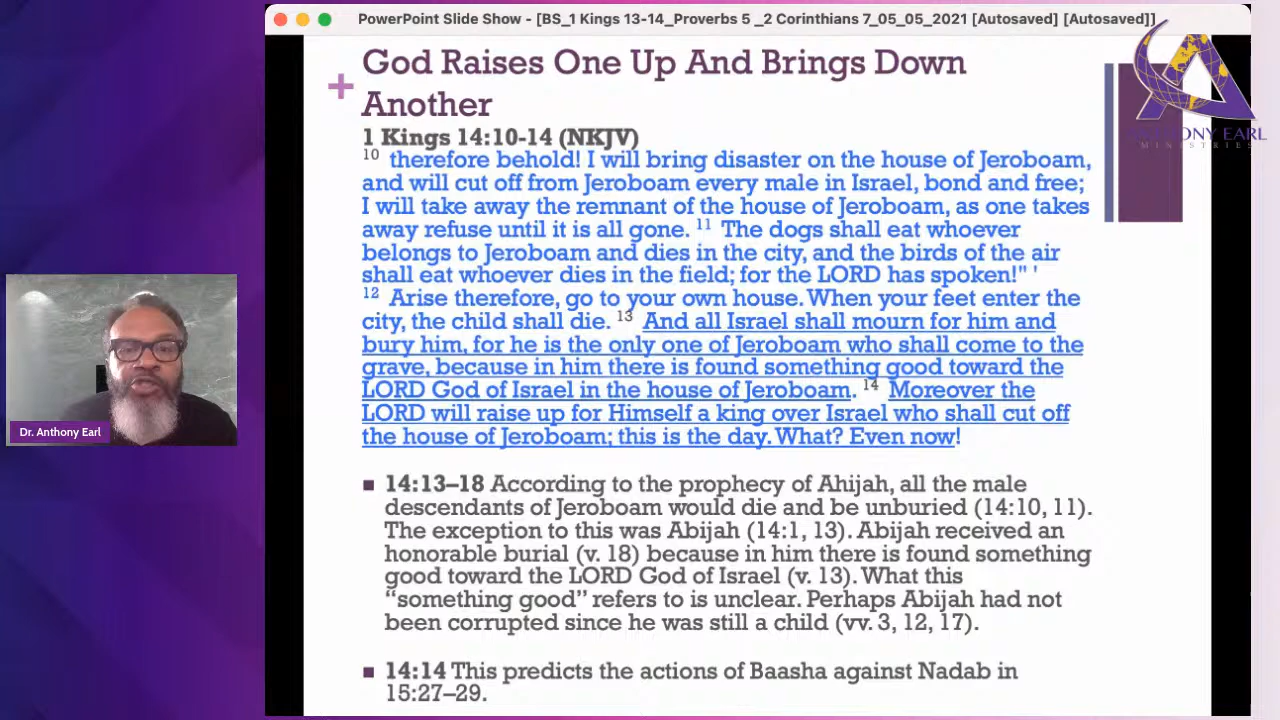 PowerPoint Slide Show - [BS_1 Kings 13-14_Proverbs 5 _2 Corinthians 7_05_05_2021 [Autosaved] [Autosaved]]
God Raises One Up And Brings Down
+
Another
1 Kings 14:10-14 (NKJV)
10 therefore behold! I will bring disaster on the house of Jeroboam,
and will cut off from Jeroboam every male in Israel, bond and free;
I will take away the remnant of the house of Jeroboam, as one takes
away refuse until it is all gone. 11 The dogs shall eat whoever
belongs to Jeroboam and dies in the city, and the birds of the air
shall eat whoever dies in the field; for the LORD has spoken!" '
12 Arise therefore, go to your own house. When your feet enter the
city, the child shall die. 13 And all Israel shall mourn for him and
bury him, for he is the only one of Jeroboam who shall come to the
grave, because in him there is found something good toward the
LORD God of Israel in the house of Jeroboam. 14 Moreover the
LORD will raise up for Himself a king over Israel who shall cut off
the house of Jeroboam; this is the day. What? Even now!
14:13–18 According to the prophecy of Ahijah, all the male
descendants of Jeroboam would die and be unburied (14:10, 11).
The exception to this was Abijah (14:1, 13). Abijah received an
honorable burial (v. 18) because in him there is found something
good toward the LORD God of Israel (v. 13). What this
“something good” refers to is unclear. Perhaps Abijah had not
been corrupted since he was still a child (vv. 3, 12, 17).
14:14 This predicts the actions of Baasha against Nadab in
15:27–29.
ANTHONY EARL
MINISTRIES
Dr. Anthony Earl